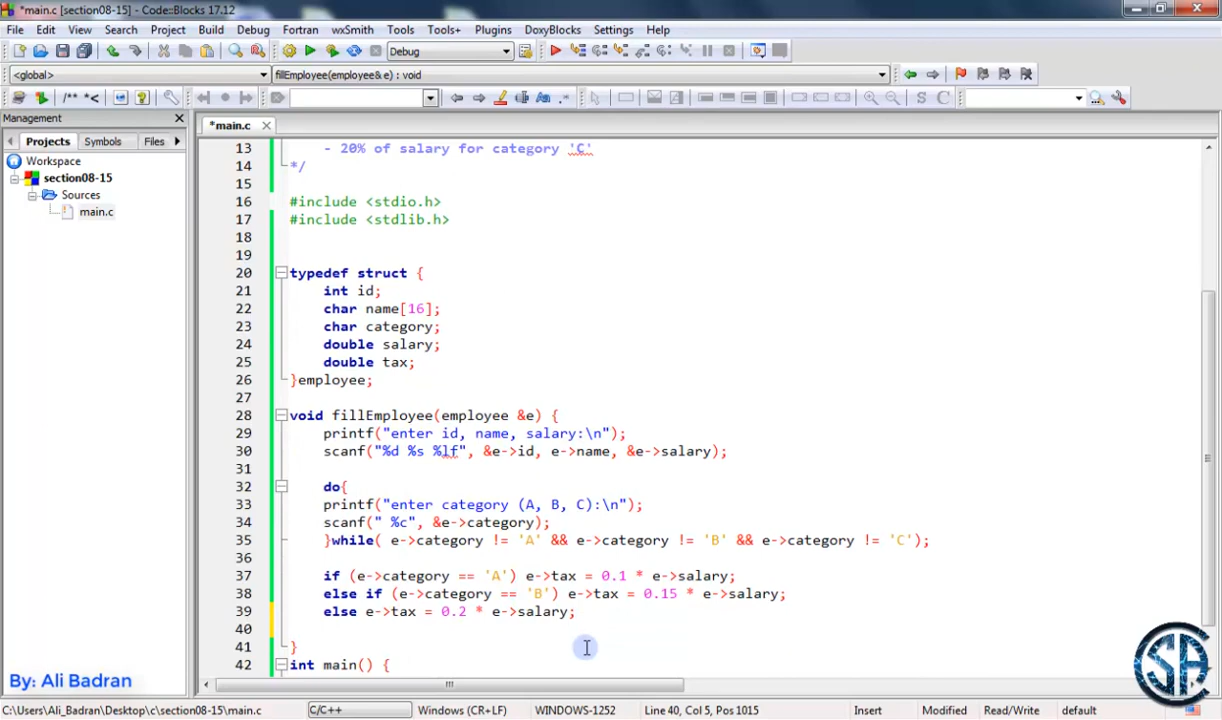 *main.c [section08-15] - Code::Blocks 17.12
File Edit View Search Project Build Debug Fortran wxSmith Tools Tools+ Plugins DoxyBlocks Settings Help
Debug
<global> fillEmployee(employee& e) : void
/** *<
S C
Management
*main.c
Projects Symbols Files
Workspace
section08-15
Sources
main.c
13 - 20% of salary for category 'C'
14 */
15
16 #include <stdio.h>
17 #include <stdlib.h>
18
19
20 typedef struct {
21 int id;
22 char name[16];
23 char category;
24 double salary;
25 double tax;
26 }employee;
27
28 void fillEmployee(employee &e) {
29 printf("enter id, name, salary:\n");
30 scanf("%d %s %lf", &e->id, e->name, &e->salary);
31
32 do{
33 printf("enter category (A, B, C):\n");
34 scanf(" %c", &e->category);
35 }while( e->category != 'A' && e->category != 'B' && e->category != 'C');
36
37 if (e->category == 'A') e->tax = 0.1 * e->salary;
38 else if (e->category == 'B') e->tax = 0.15 * e->salary;
39 else e->tax = 0.2 * e->salary;
40
41 }
42 int main() {
By: Ali Badran
C:\Users\Ali_Badran\Desktop\c\section08-15\main.c C/C++ Windows (CR+LF) WINDOWS-1252 Line 40, Col 5, Pos 1015 Insert Modified Read/Write default